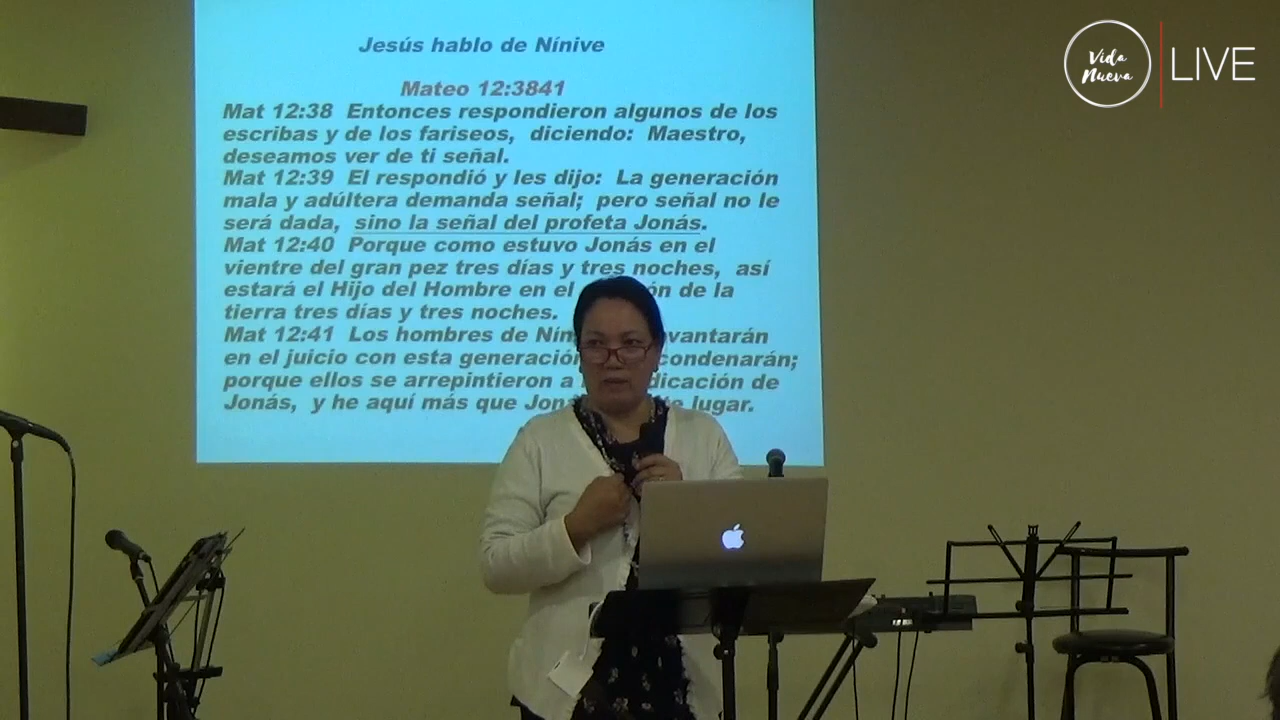 Jesús hablo de Nínive
Mateo 12:3841
Mat 12:38 Entonces respondieron algunos de los
escribas y de los fariseos, diciendo: Maestro,
deseamos ver de ti señal.
Mat 12:39 El respondió y les dijo: La generación
mala y adúltera demanda señal; pero señal no le
será dada, sino la señal del profeta Jonás.
Mat 12:40 Porque como estuvo Jonás en el
vientre del gran pez tres días y tres noches, así
estará el Hijo del Hombre en el de la
tierra tres días y tres noches.
Mat 12:41 Los hombres de
en el juicio con esta generación condenarán;
porque ellos se arrepintieron a de
Jonás, y he aquí más que lugar.
Vida
Nueva
LIVE